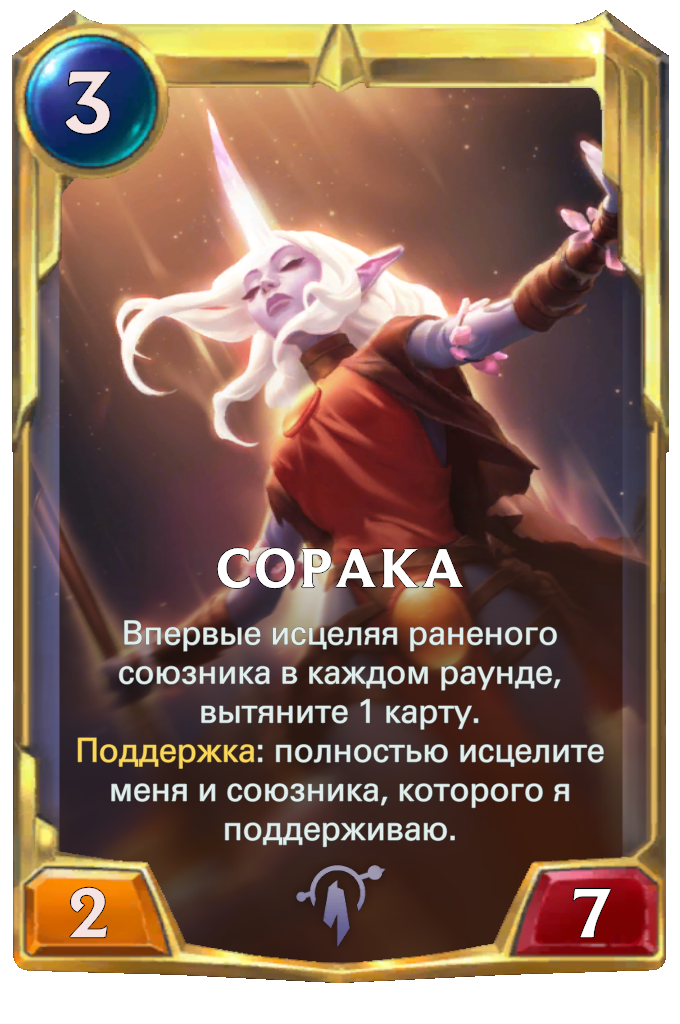 3
СОРАКА
Впервые исцеляя раненого
союзника в каждом раунде,
вытяните 1 карту.
Поддержка: полностью исцелите
меня и союзника, которого я
поддерживаю.
2
7